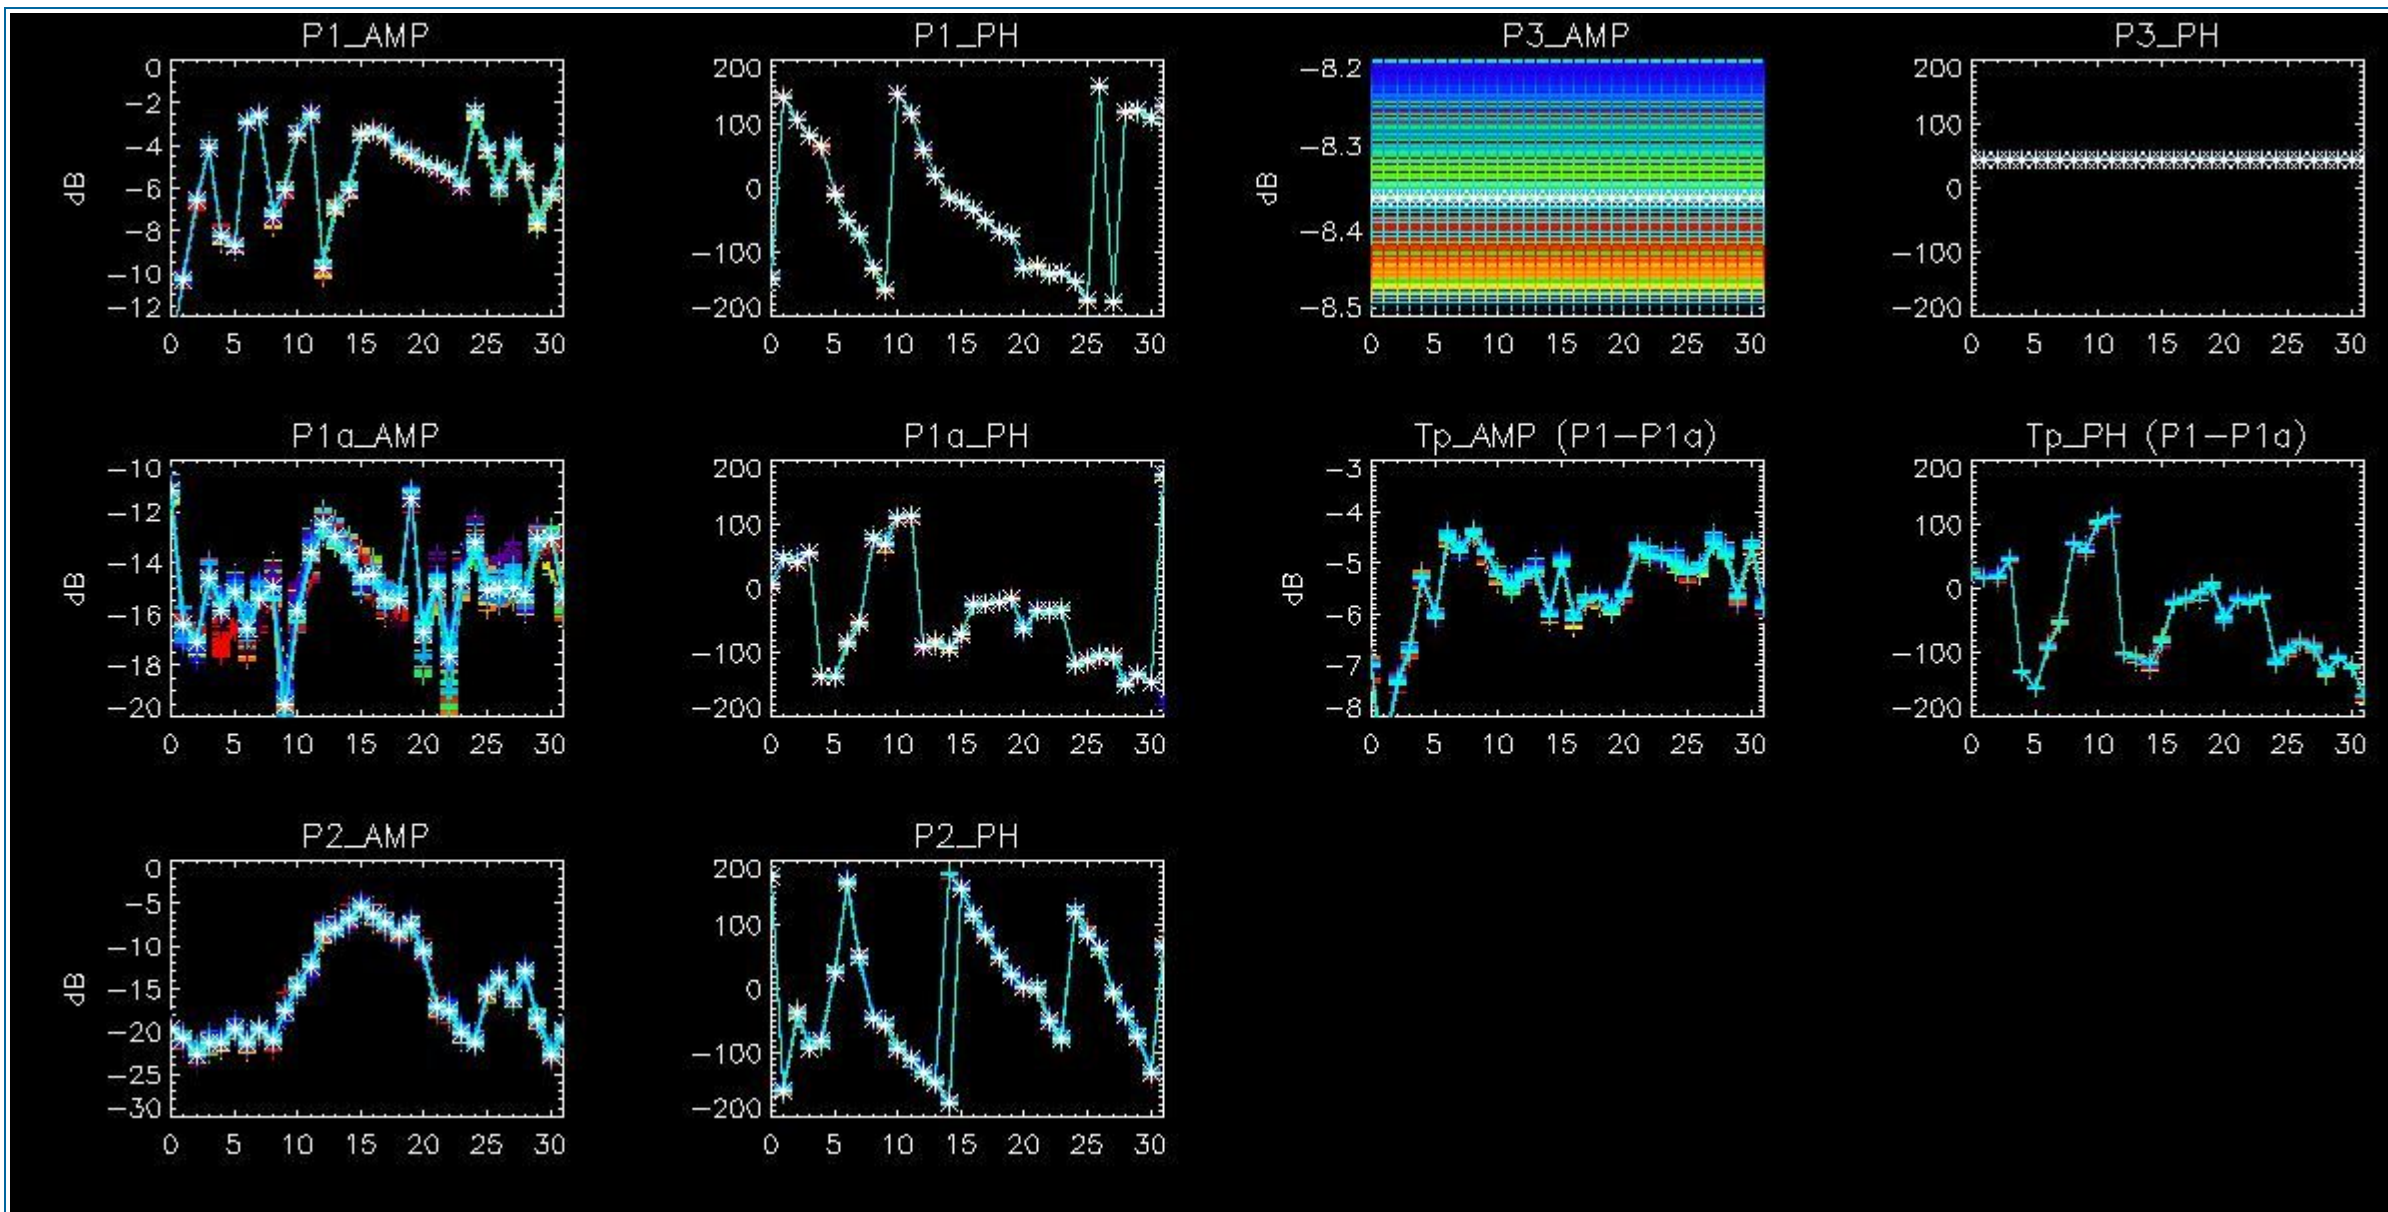 P1_AMP
P1_PH
P3_AMP
P3_PH
0
−2
−4
−6
−8
−10
−12
dB
0 5 10 15 20 25 30
200
100
0
−100
−200
0 5 10 15 20 25 30
−8.2
−8.3
−8.4
−8.5
dB
0 5 10 15 20 25 30
200
100
0
−100
−200
0 5 10 15 20 25 30
P1a_AMP
P1a_PH
Tp_AMP (P1−P1a)
Tp_PH (P1−P1a)
−10
−12
−14
−16
−18
−20
dB
0 5 10 15 20 25 30
200
100
0
−100
−200
0 5 10 15 20 25 30
−3
−4
−5
−6
−7
−8
dB
0 5 10 15 20 25 30
200
100
0
−100
−200
0 5 10 15 20 25 30
P2_AMP
P2_PH
0
−5
−10
−15
−20
−25
−30
dB
0 5 10 15 20 25 30
200
100
0
−100
−200
0 5 10 15 20 25 30